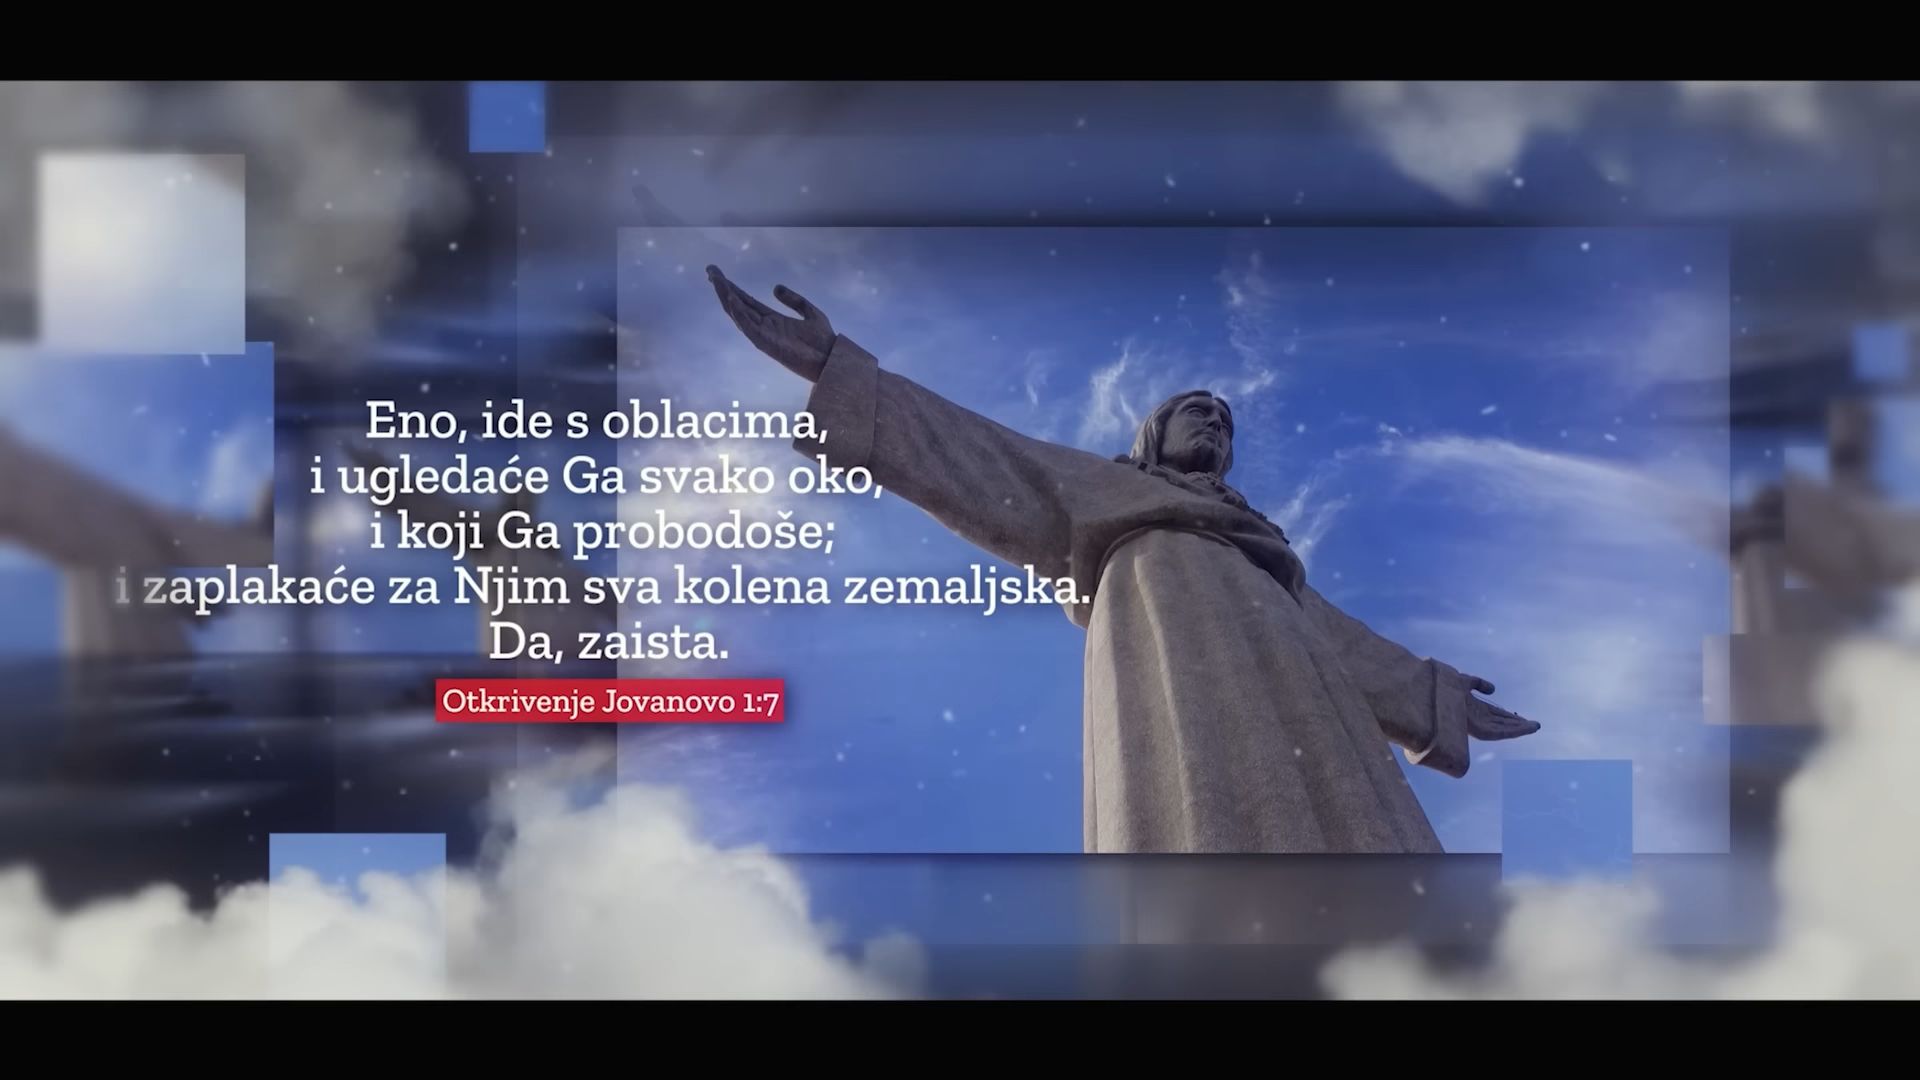 Eno, ide s oblacima,
i ugledaće Ga svako oko,
i koji Ga probodoše;
i zaplakaće za Njim sva kolena zemaljska.
Da, zaista.
Otkrivenje Jovanovo 1:7